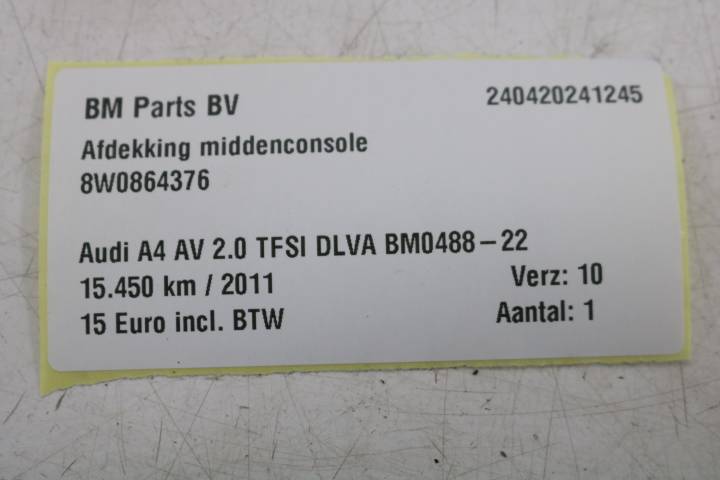 BM Parts BV 240420241245
Afdekking middenconsole
8W0864376
Audi A4 AV 2.0 TFSI DLVA BM0488-22
15.450 km / 2011 Verz: 10
15 Euro incl. BTW Aantal: 1